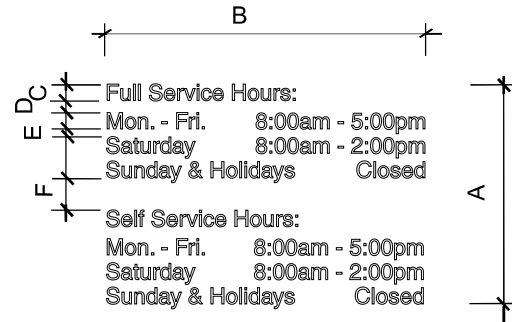 B
C
D
E
F
A
Full Service Hours:
Mon. - Fri. 8:00am - 5:00pm
Saturday 8:00am - 2:00pm
Sunday & Holidays Closed
Self Service Hours:
Mon. - Fri. 8:00am - 5:00pm
Saturday 8:00am - 2:00pm
Sunday & Holidays Closed